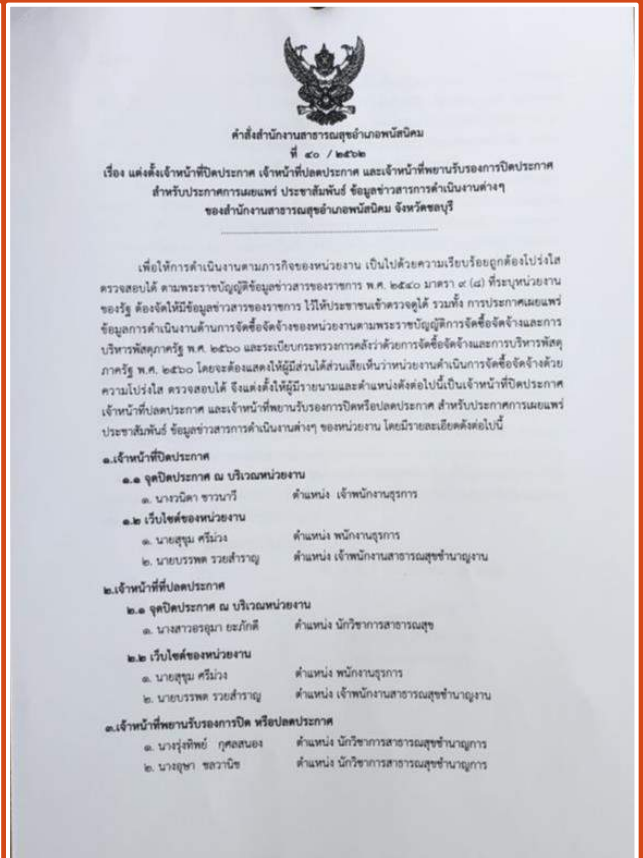 คำสั่งสำนักงานสาธารณสุขอำเภอพนัสนิคม
ที่ ๔๐ / ๒๕๖๒
เรื่อง แต่งตั้งเจ้าหน้าที่ปิดประกาศ เจ้าหน้าที่ปลดประกาศ และเจ้าหน้าที่พยานรับรองการปิดประกาศ
สำหรับประกาศการเผยแพร่ ประชาสัมพันธ์ ข้อมูลข่าวสารการดำเนินงานต่างๆ
ของสำนักงานสาธารณสุขอำเภอพนัสนิคม จังหวัดชลบุรี
เพื่อให้การดำเนินงานตามภารกิจของหน่วยงาน เป็นไปด้วยความเรียบร้อยถูกต้องโปร่งใส
ตรวจสอบได้ ตามพระราชบัญญัติข้อมูลข่าวสารของราชการ พ.ศ. ๒๕๔๐ มาตรา ๙ (๘) ที่ระบุหน่วยงาน
ของรัฐ ต้องจัดให้มีข้อมูลข่าวสารของราชการ ไว้ให้ประชาชนเข้าตรวจดูได้ รวมทั้ง การประกาศเผยแพร่
ข้อมูลการดำเนินงานด้านการจัดซื้อจัดจ้างของหน่วยงานตามพระราชบัญญัติการจัดซื้อจัดจ้างและการ
บริหารพัสดุภาครัฐ พ.ศ. ๒๕๖๐ และระเบียบกระทรวงการคลังว่าด้วยการจัดซื้อจัดจ้างและการบริหารพัสดุ
ภาครัฐ พ.ศ. ๒๕๖๐ โดยจะต้องแสดงให้ผู้มีส่วนได้ส่วนเสียเห็นว่าหน่วยงานดำเนินการจัดซื้อจัดจ้างด้วย
ความโปร่งใส ตรวจสอบได้ จึงแต่งตั้งให้ผู้มีรายนามและตำแหน่งดังต่อไปนี้เป็นเจ้าหน้าที่ปิดประกาศ
เจ้าหน้าที่ปลดประกาศ และเจ้าหน้าที่พยานรับรองการปิดหรือปลดประกาศ สำหรับประกาศการเผยแพร่
ประชาสัมพันธ์ ข้อมูลข่าวสารการดำเนินงานต่างๆ ของหน่วยงาน โดยมีรายละเอียดดังต่อไปนี้
๑.เจ้าหน้าที่ปิดประกาศ
๑.๑ จุดปิดประกาศ ณ บริเวณหน่วยงาน
๑. นางวนิดา ชาวนาวี ตำแหน่ง เจ้าพนักงานธุรการ
๑.๒ เว็บไซต์ของหน่วยงาน
๑. นายสุขุม ศรีม่วง ตำแหน่ง พนักงานธุรการ
๒. นายบรรพต รวยสำราญ ตำแหน่ง เจ้าพนักงานสาธารณสุขชำนาญงาน
๒.เจ้าหน้าที่ที่ปลดประกาศ
๒.๑ จุดปิดประกาศ ณ บริเวณหน่วยงาน
๑. นางสาวอรอุมา ยะภักดี ตำแหน่ง นักวิชาการสาธารณสุข
๒.๒ เว็บไซต์ของหน่วยงาน
๑. นายสุขุม ศรีม่วง ตำแหน่ง พนักงานธุรการ
๒. นายบรรพต รวยสำราญ ตำแหน่ง เจ้าพนักงานสาธารณสุขชำนาญงาน
๓.เจ้าหน้าที่พยานรับรองการปิด หรือปลดประกาศ
๑. นางรุ่งทิพย์ กุศลสนอง ตำแหน่ง นักวิชาการสาธารณสุขชำนาญการ
๒. นางอุษา ชลวานิช ตำแหน่ง นักวิชาการสาธารณสุขชำนาญการ